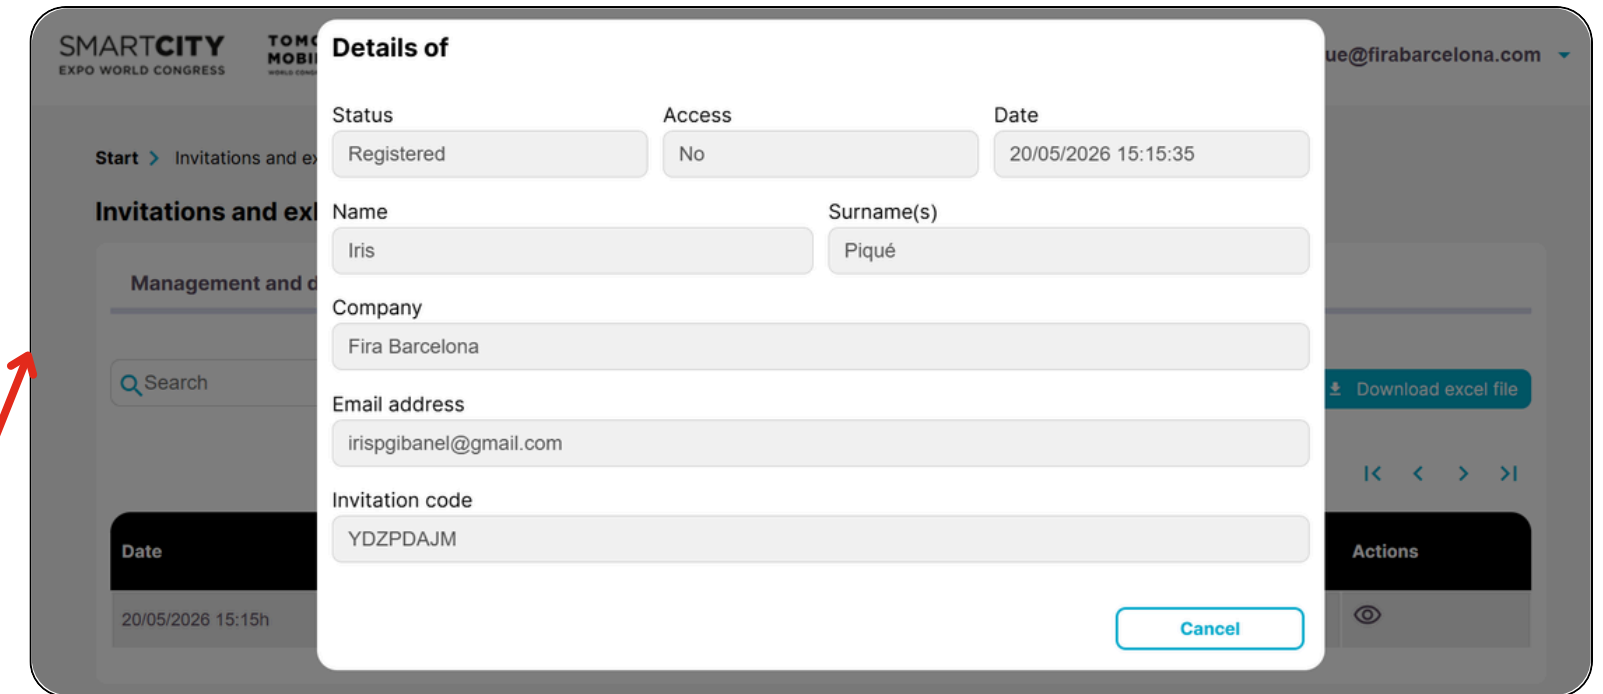 SMARTCITY
EXPO WORLD CONGRESS
Details of
ue@firabarcelona.com
Status
Access
Date
Registered
No
20/05/2026 15:15:35
Start > Invitations and
Invitations and
Name
Surname(s)
Iris
Piqué
Management and
Company
Fira Barcelona
Search
Download excel file
Email address
irispgibanel@gmail.com
Invitation code
YDZPDAJM
Date
Actions
20/05/2026 15:15h
Cancel